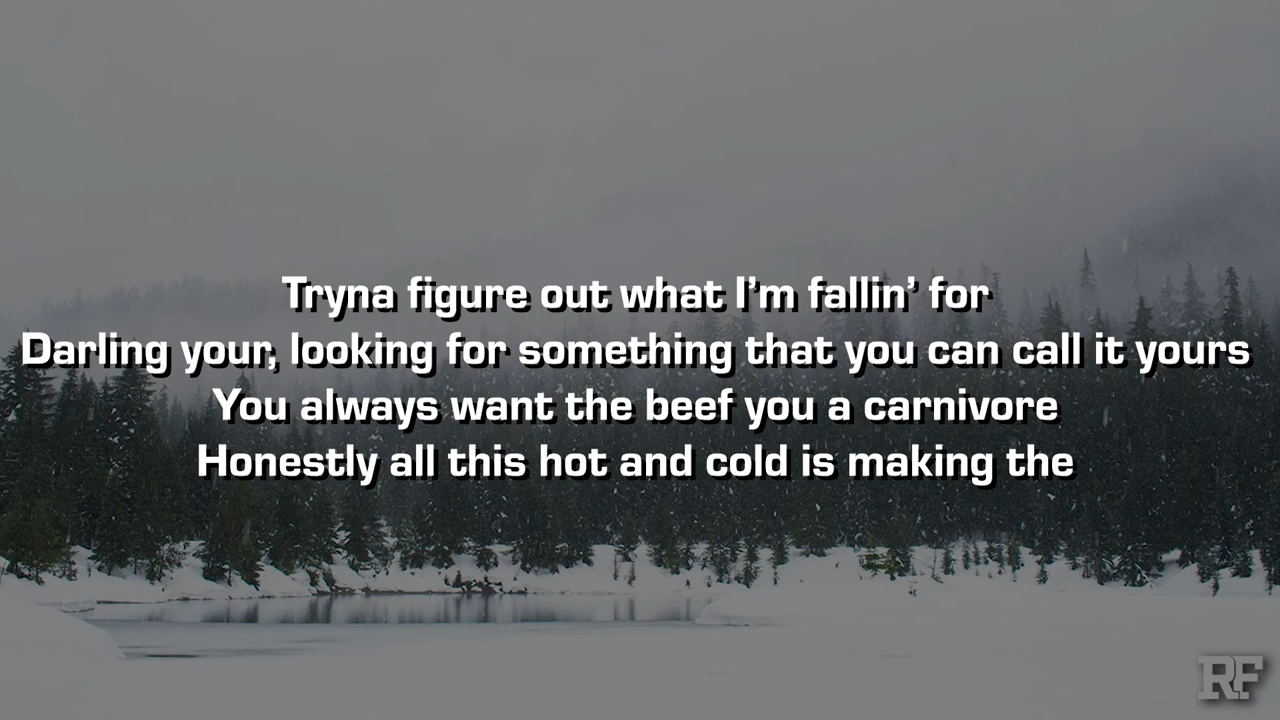 Tryna figure out what I’m fallin’ for
Darling your, looking for something that you can call it yours
You always want the beef you a carnivore
Honestly all this hot and cold is making the
RF